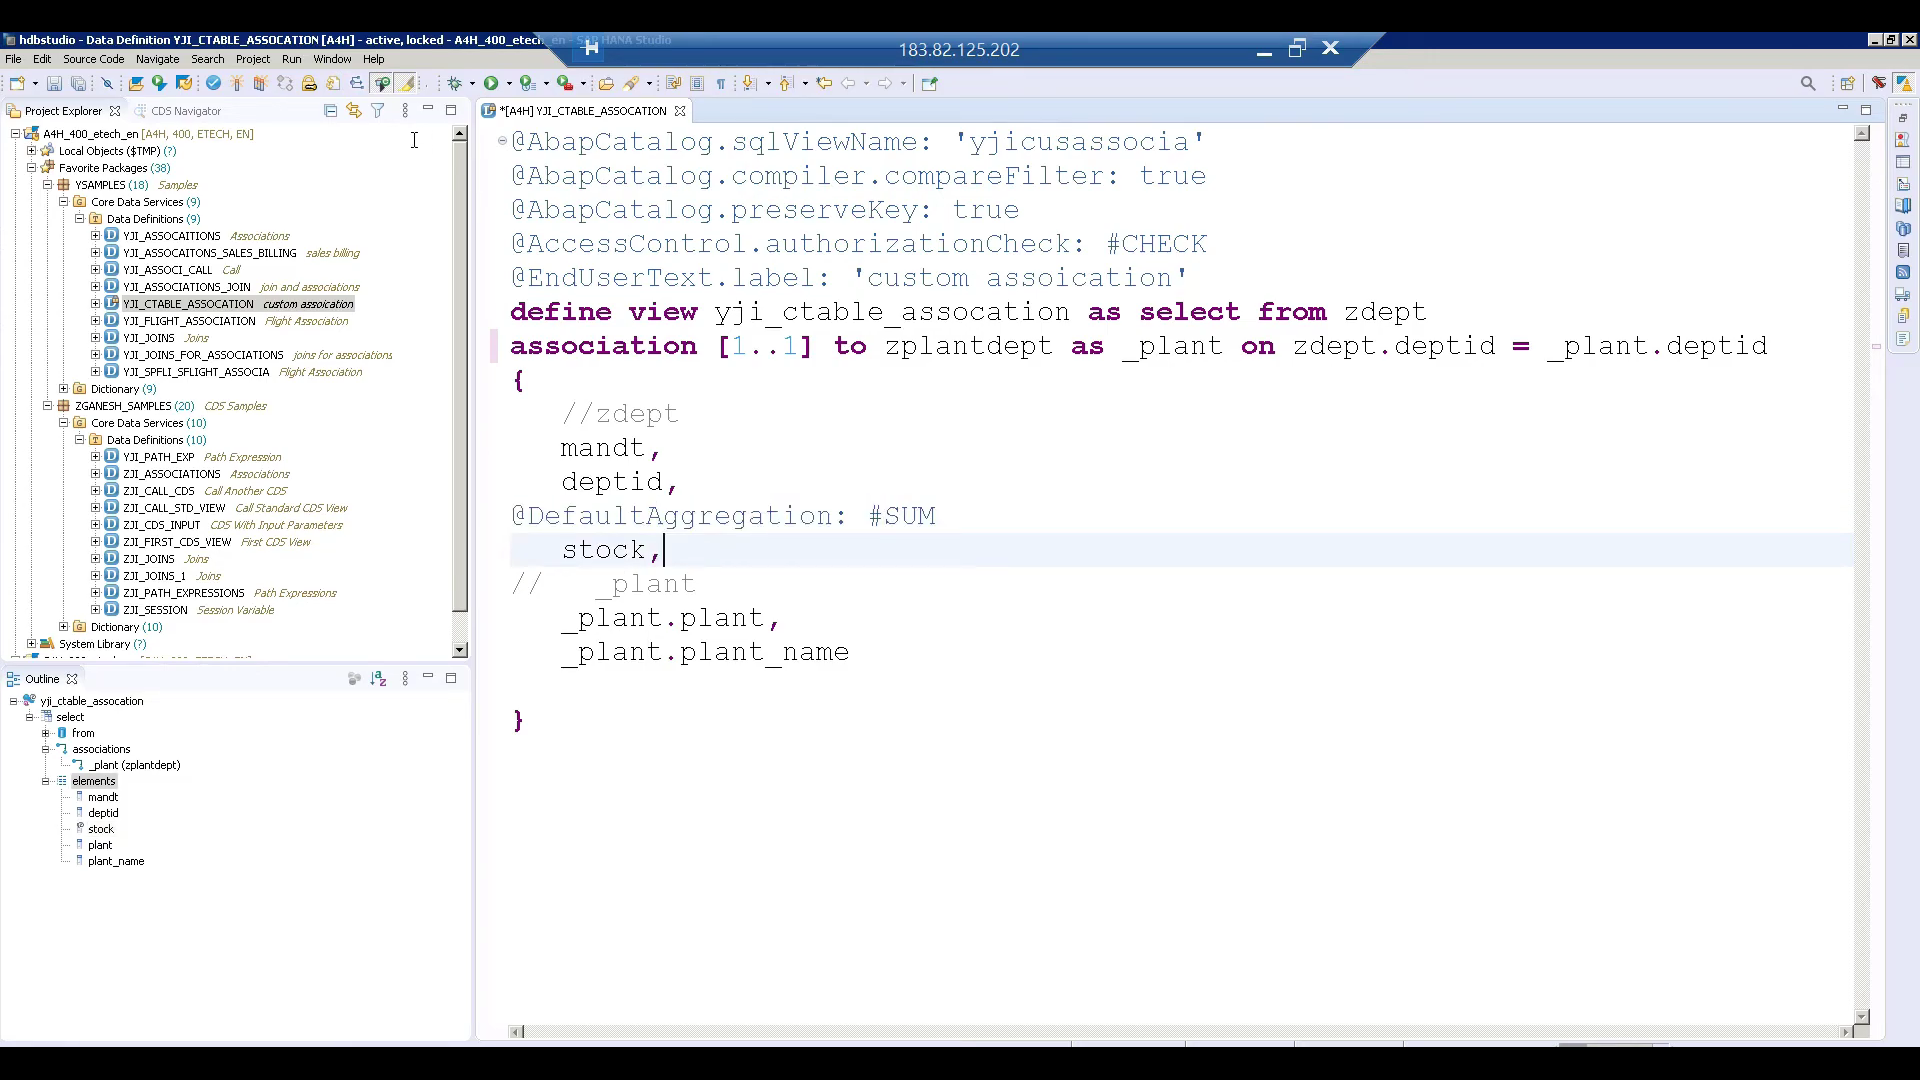 hdbstudio - Data Definition YJI_CTABLE_ASSOCATION [A4H] - active, locked - A4H_400_etech_en - SAP HANA Studio
183.82.125.202
File Edit Source Code Navigate Search Project Run Window Help
Project Explorer CDS Navigator
A4H_400_etech_en [A4H, 400, ETECH, EN]
Local Objects ($TMP) (?)
Favorite Packages (38)
YSAMPLES (18) Samples
Core Data Services (9)
Data Definitions (9)
YJI_ASSOCAITIONS Associations
YJI_ASSOCAITONS_SALES_BILLING sales billing
YJI_ASSOCI_CALL Call
YJI_ASSOCIATIONS_JOIN join and associations
YJI_CTABLE_ASSOCATION custom assoication
YJI_FLIGHT_ASSOCIATION Flight Association
YJI_JOINS Joins
YJI_JOINS_FOR_ASSOCIATIONS joins for associations
YJI_SPFLI_SFLIGHT_ASSOCIA Flight Association
Dictionary (9)
ZGANESH_SAMPLES (20) CDS Samples
Core Data Services (10)
Data Definitions (10)
YJI_PATH_EXP Path Expression
ZJI_ASSOCIATIONS Associations
ZJI_CALL_CDS Call Another CDS
ZJI_CALL_STD_VIEW Call Standard CDS View
ZJI_CDS_INPUT CDS With Input Parameters
ZJI_FIRST_CDS_VIEW First CDS View
ZJI_JOINS Joins
ZJI_JOINS_1 Joins
ZJI_PATH_EXPRESSIONS Path Expressions
ZJI_SESSION Session Variable
Dictionary (10)
System Library (?)
Outline
yji_ctable_assocation
select
from
associations
_plant (zplantdept)
elements
mandt
deptid
stock
plant
plant_name
*[A4H] YJI_CTABLE_ASSOCATION
@AbapCatalog.sqlViewName: 'yjicusassocia'
@AbapCatalog.compiler.compareFilter: true
@AbapCatalog.preserveKey: true
@AccessControl.authorizationCheck: #CHECK
@EndUserText.label: 'custom assoication'
define view yji_ctable_assocation as select from zdept
association [1..1] to zplantdept as _plant on zdept.deptid = _plant.deptid
{
//zdept
mandt,
deptid,
@DefaultAggregation: #SUM
stock,
// _plant
_plant.plant,
_plant.plant_name
}